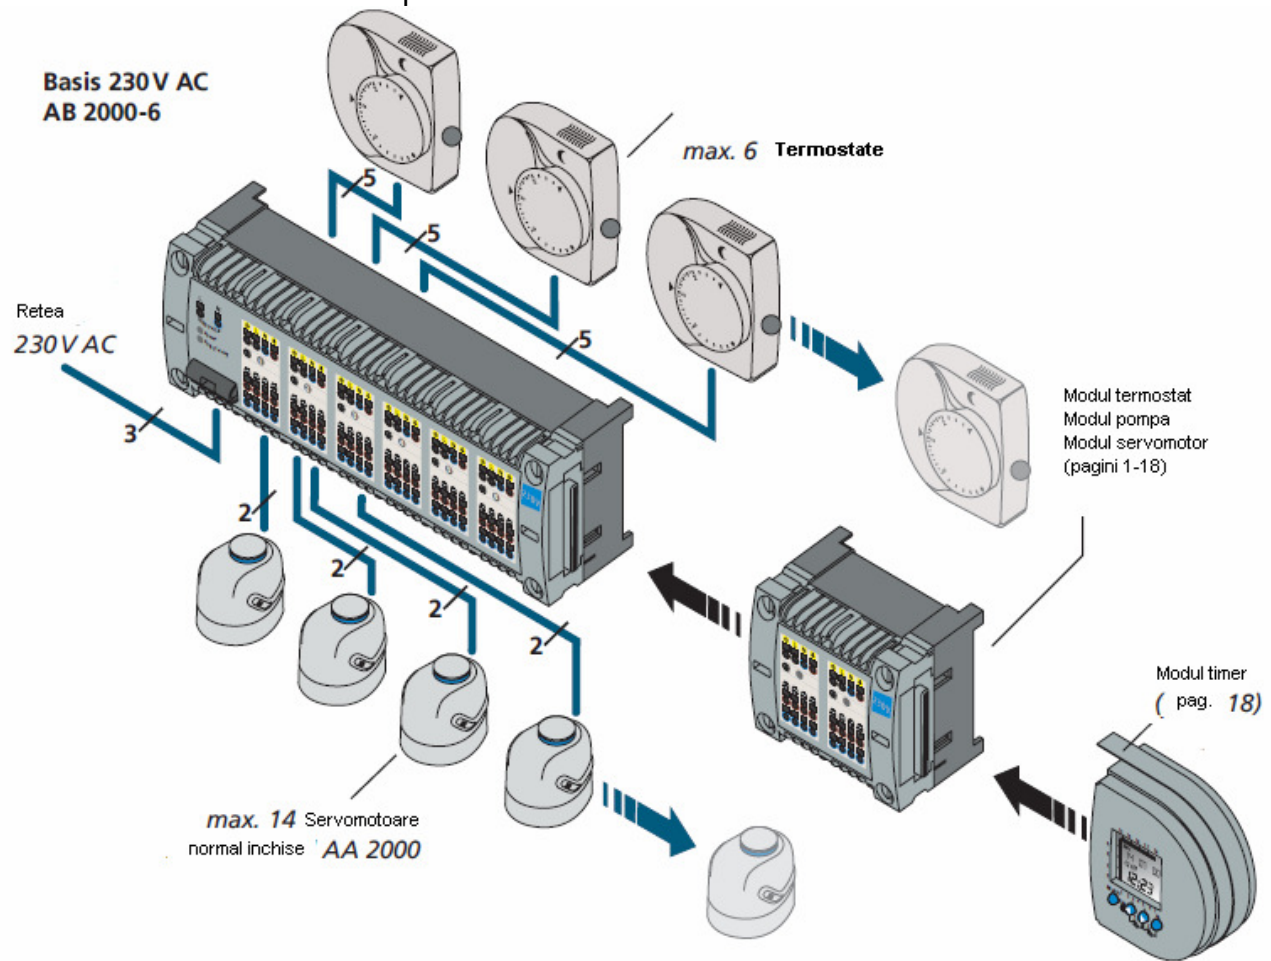 Basis 230 V AC
AB 2000-6
max. 6 Termostate
5
5
5
Retea
230 V AC
3
Modul termostat
Modul pompa
Modul servomotor
(pagini 1-18)
2
2
2
2
Modul timer
( pag. 18)
max. 14 Servomotoare
normal inchise AA 2000
12:23